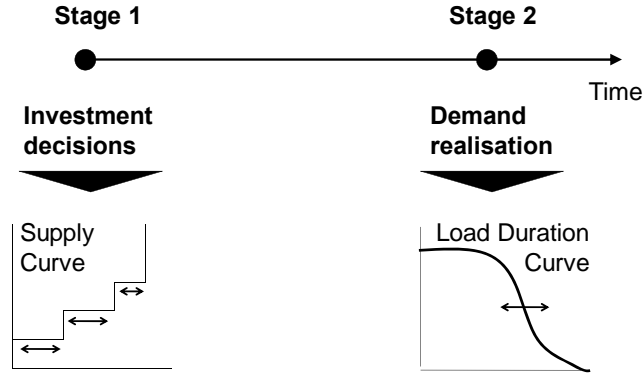 Stage 1
Stage 2
Time
Investment
decisions
Demand
realisation
Supply
Curve
Load Duration
Curve